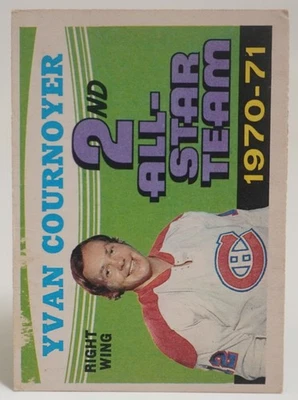 YVAN COURNOYER
2ND
ALL-
STAR
TEAM
1970-71
RIGHT
WING